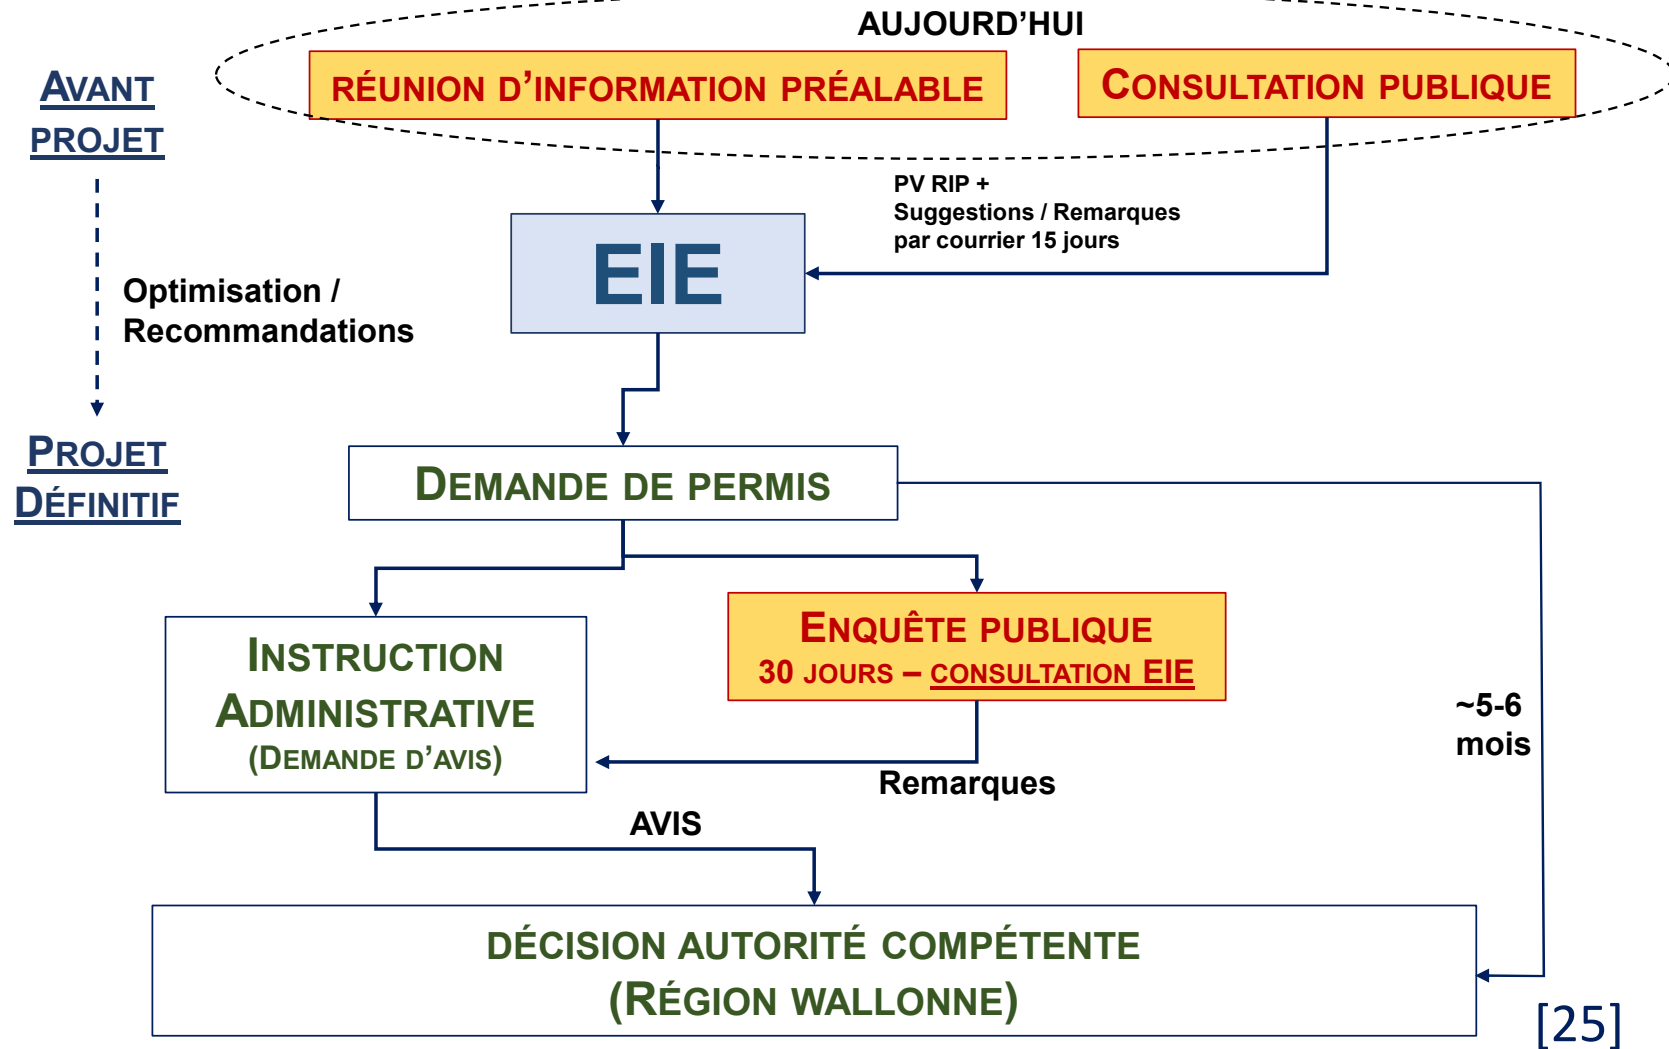 AUJOURD'HUI
AVANT
PROJET
RÉUNION D'INFORMATION PRÉALABLE
CONSULTATION PUBLIQUE
PV RIP +
Suggestions / Remarques
par courrier 15 jours
EIE
Optimisation /
Recommandations
PROJET
DÉFINITIF
DEMANDE DE PERMIS
INSTRUCTION
ADMINISTRATIVE
(DEMANDE D'AVIS)
ENQUÊTE PUBLIQUE
30 JOURS – CONSULTATION EIE
~5-6
mois
Remarques
AVIS
DÉCISION AUTORITÉ COMPÉTENTE
(RÉGION WALLONNE)
[25]